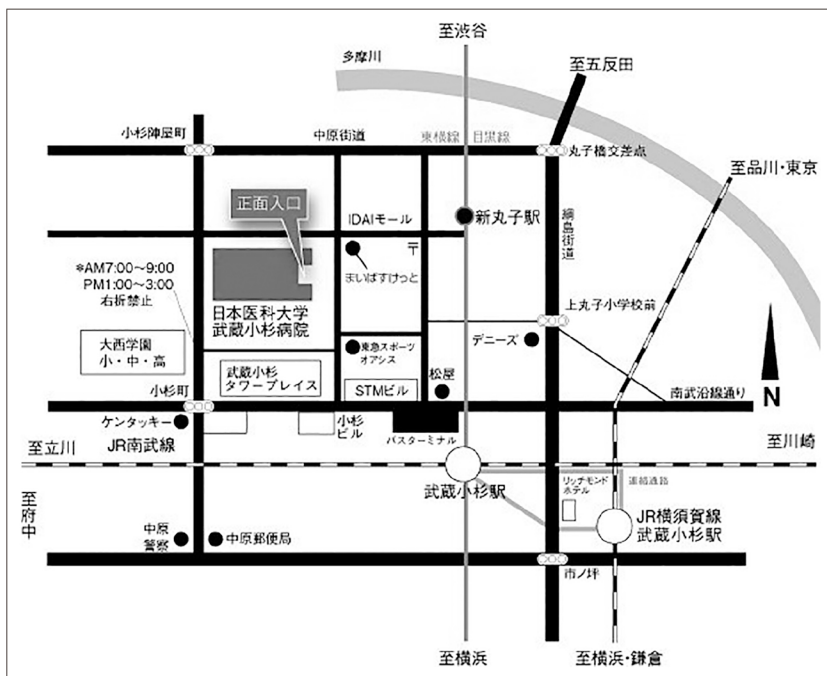 至渋谷
多摩川
至五反田
小杉陣屋町
中原街道
東横線
目黒線
丸子橋交差点
至品川・東京
正面入口
IDAIモール
新丸子駅
綱島街道
〒
まいばすけっと
*AM7:00〜9:00
PM1:00〜3:00
右折禁止
日本医科大学
武蔵小杉病院
上丸子小学校前
大西学園
小・中・高
東急スポーツ
オアシス
デニーズ
武蔵小杉
タワープレイス
STMビル
松屋
小杉町
南武沿線通り
N
ケンタッキー
小杉
ビル
バスターミナル
至立川
JR南武線
至川崎
武蔵小杉駅
リッチモンド
ホテル
連絡通路
至府中
JR横須賀線
武蔵小杉駅
中原
警察
中原郵便局
市ノ坪
至横浜
至横浜・鎌倉